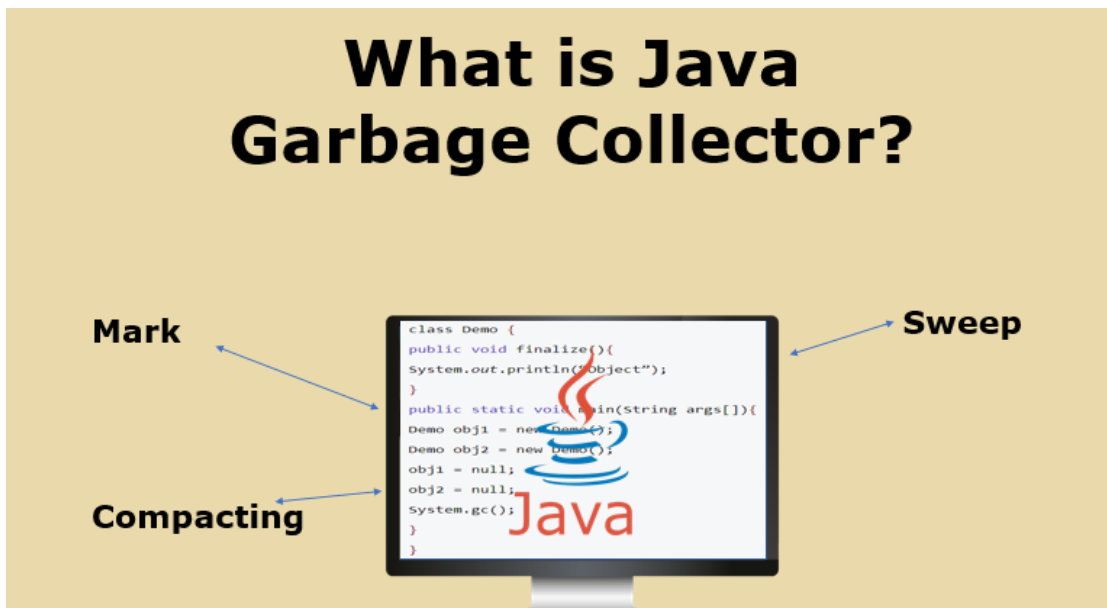 What is Java
Garbage Collector?
Mark
Sweep
Compacting
class Demo {
public void finalize(){
System.out.println(“Object”);
}
public static void main(String args[]){
Demo obj1 = new Demo();
Demo obj2 = new Demo();
obj1 = null;
obj2 = null;
System.gc();
}
}
Java